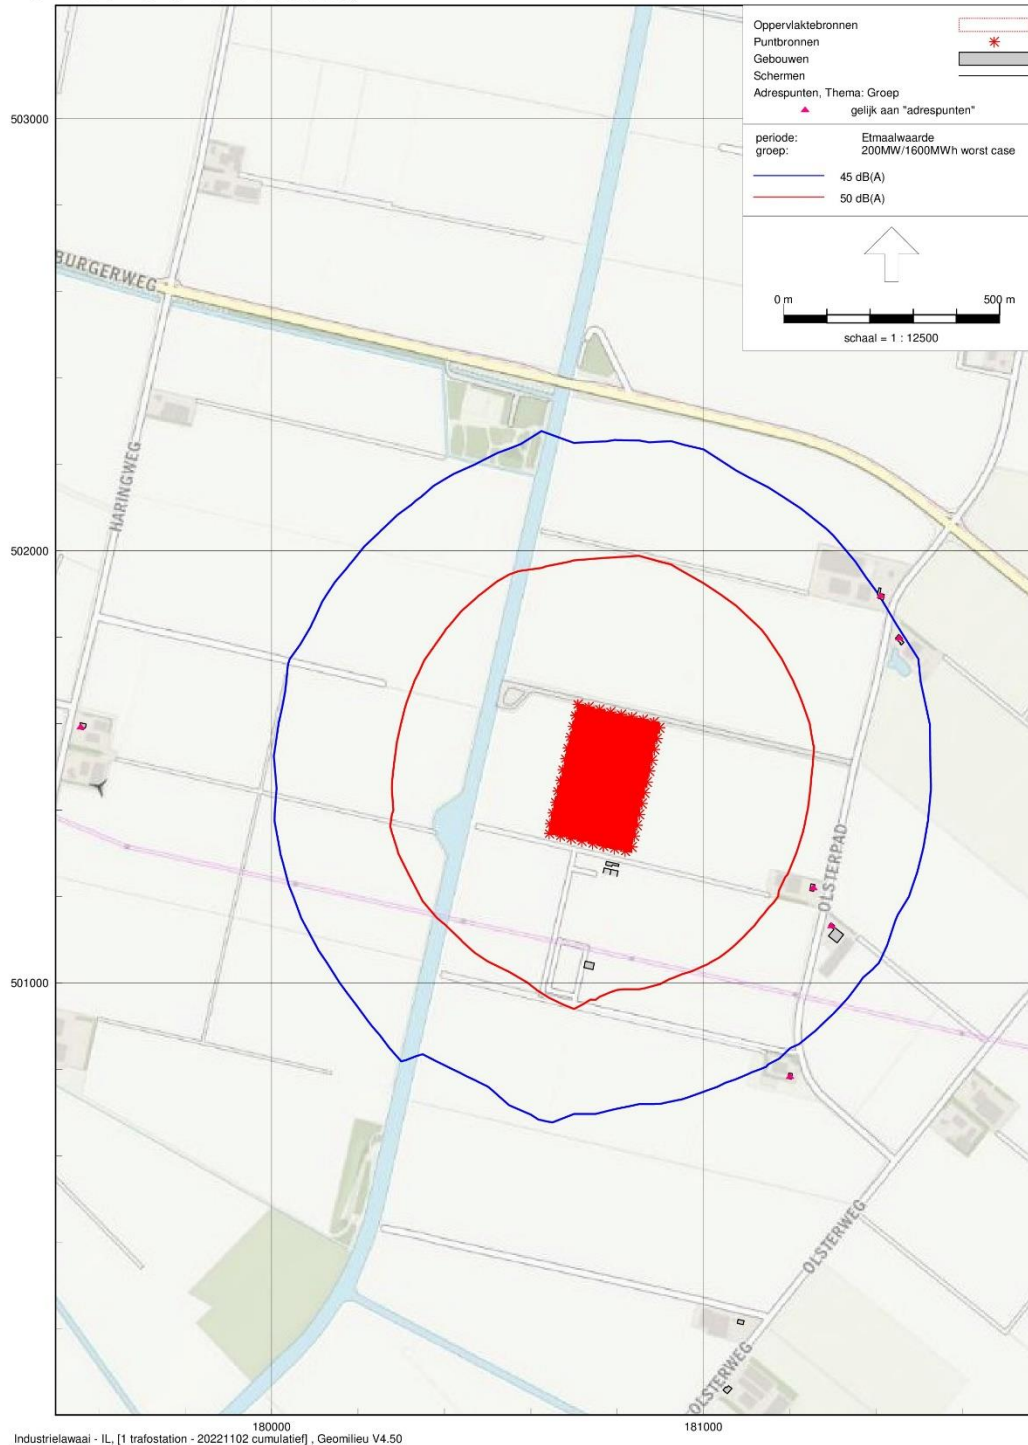 Oppervlaktebronnen
Puntbronnen
Gebouwen
Schermen
Adrespunten, Thema: Groep
gelijk aan "adrespunten"
periode: Etmaalwaarde
groep: 200MW/1600MWh worst case
45 dB(A)
50 dB(A)
0 m 500 m
schaal = 1 : 12500
503000
BURGERWEG
HARINGWEG
502000
OLSTERPAD
501000
OLSTERWEG
OLSTERWEG
180000 181000
Industrielawaai - IL, [1 trafostation - 20221102 cumulatief] , Geomilieu V4.50